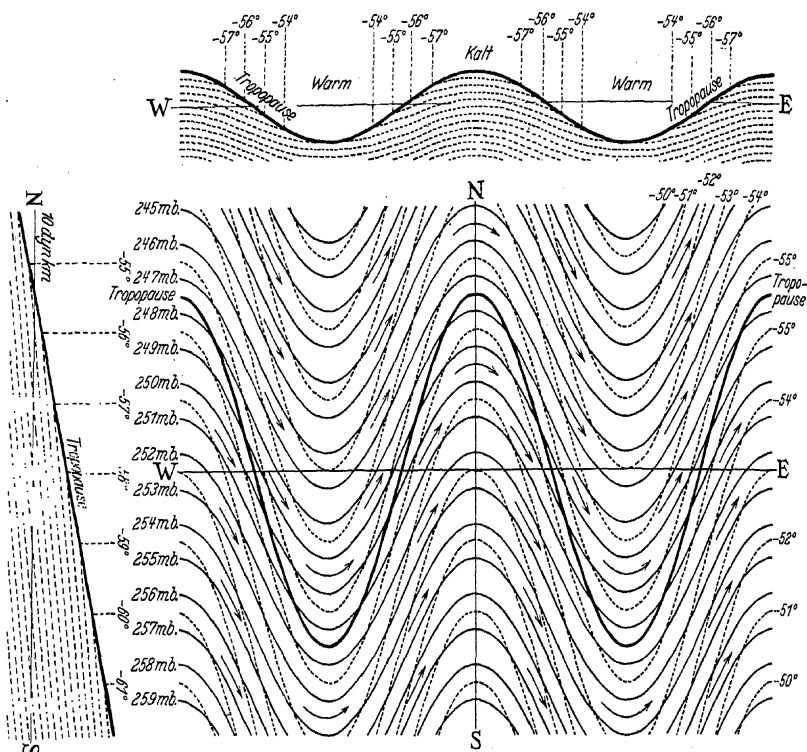 -56° -54° -54° -56° -54° -56°
-57° -55° -54° -55° -57° Kalt -57° -55° -55° -57°
Tropopause Warm Warm Tropopause
W E
N
-52°
-50° -51° -53° -54°
N
10 dyn km
245mb.
246mb.
-55° -55°
247mb.
Tropopause Tropo-
pause
248mb.
-56° -55°
249mb.
250mb.
-57° -54°
251mb.
252mb.
W E
Tropopause
253mb.
254mb.
-59° -52°
255mb.
256mb.
-60° -51°
257mb.
258mb.
-61° -50°
259mb.
S
S